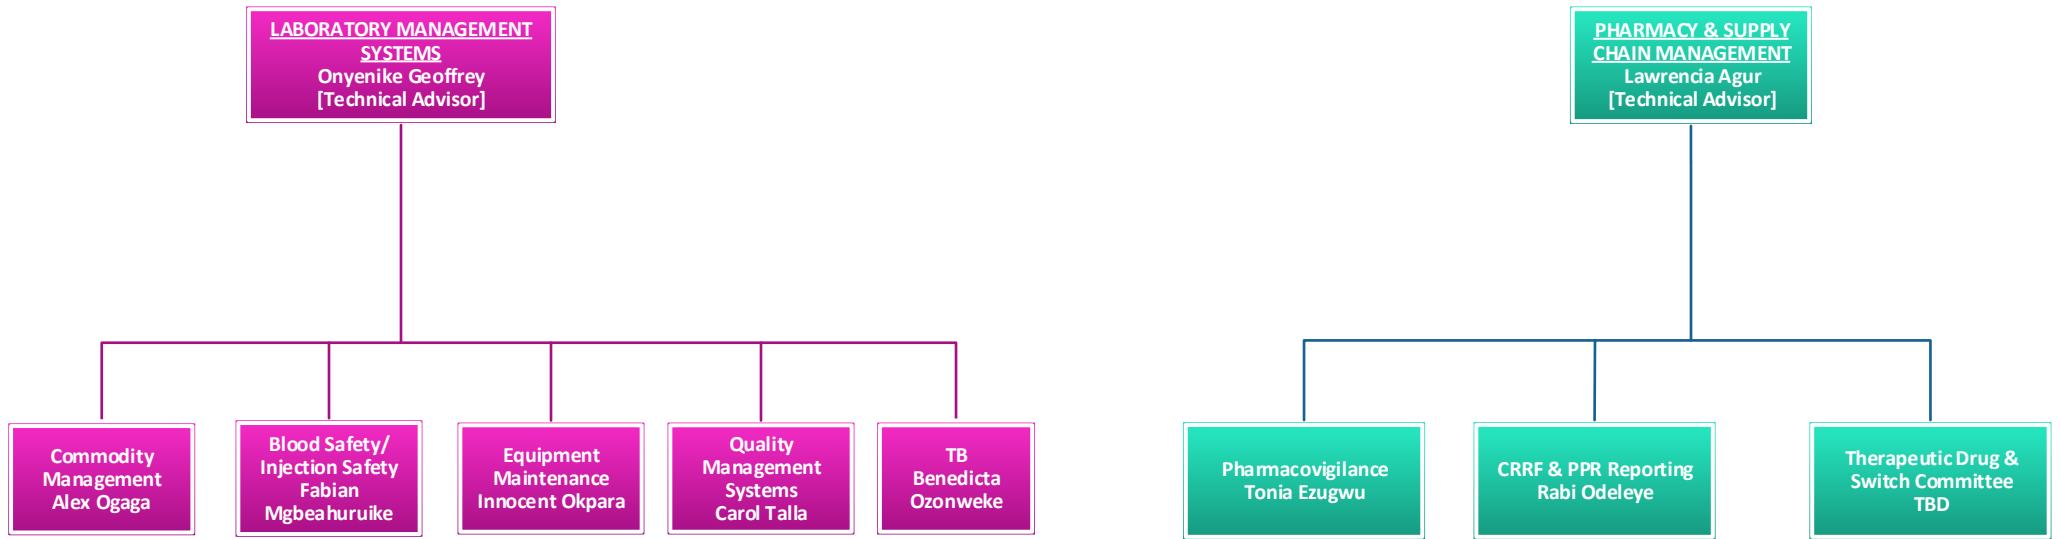 LABORATORY MANAGEMENT
SYSTEMS
Onyenike Geoffrey
[Technical Advisor]
PHARMACY & SUPPLY
CHAIN MANAGEMENT
Lawrencia Agur
[Technical Advisor]
Commodity
Management
Alex Ogaga
Blood Safety/
Injection Safety
Fabian
Mgbeahuruike
Equipment
Maintenance
Innocent Okpara
Quality
Management
Systems
Carol Talla
TB
Benedicta
Ozonweke
Pharmacovigilance
Tonia Ezugwu
CRRF & PPR Reporting
Rabi Odeleye
Therapeutic Drug &
Switch Committee
TBD